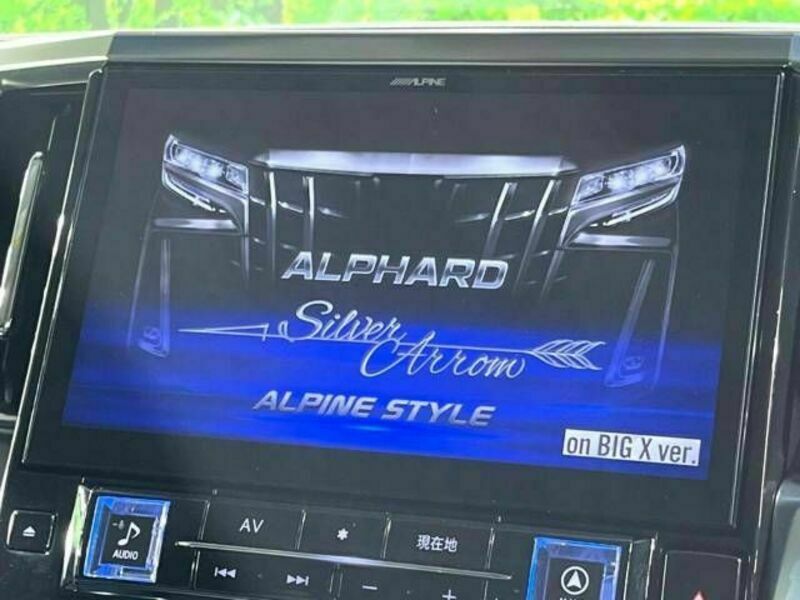 ALPINE
ALPHARD
Silver
Arrow
ALPINE STYLE
on BIG X ver.
AV
*
現在地
AUDIO